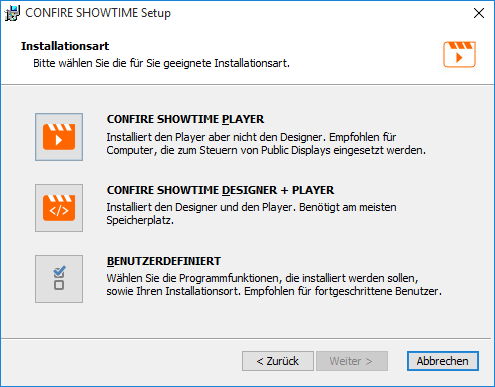 CONFIRE SHOWTIME Setup
Installationsart
Bitte wählen Sie die für Sie geeignete Installationsart.
CONFIRE SHOWTIME PLAYER
Installiert den Player aber nicht den Designer. Empfohlen für
Computer, die zum Steuern von Public Displays eingesetzt werden.
</>
CONFIRE SHOWTIME DESIGNER + PLAYER
Installiert den Designer und den Player. Benötigt am meisten
Speicherplatz.
BENUTZERDEFINIERT
Wählen Sie die Programmfunktionen, die installiert werden sollen,
sowie Ihren Installationsort. Empfohlen für fortgeschrittene Benutzer.
< Zurück
Weiter >
Abbrechen